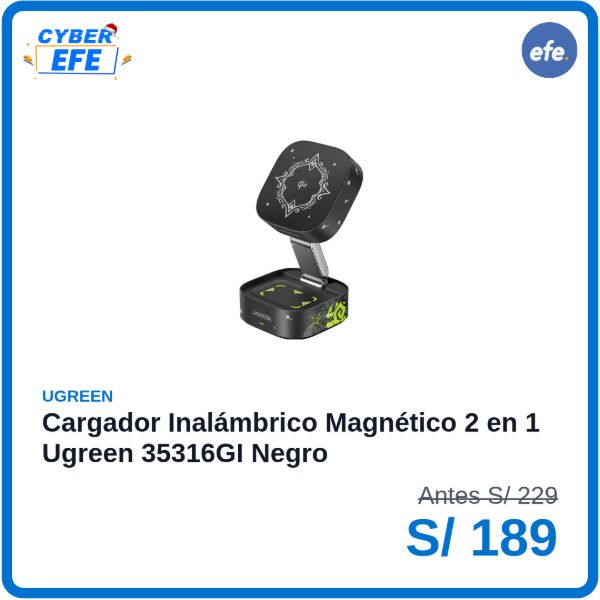 CYBER
EFE
efe.
UGREEN
UGREEN
Cargador Inalámbrico Magnético 2 en 1
Ugreen 35316GI Negro
Antes S/ 229
S/ 189